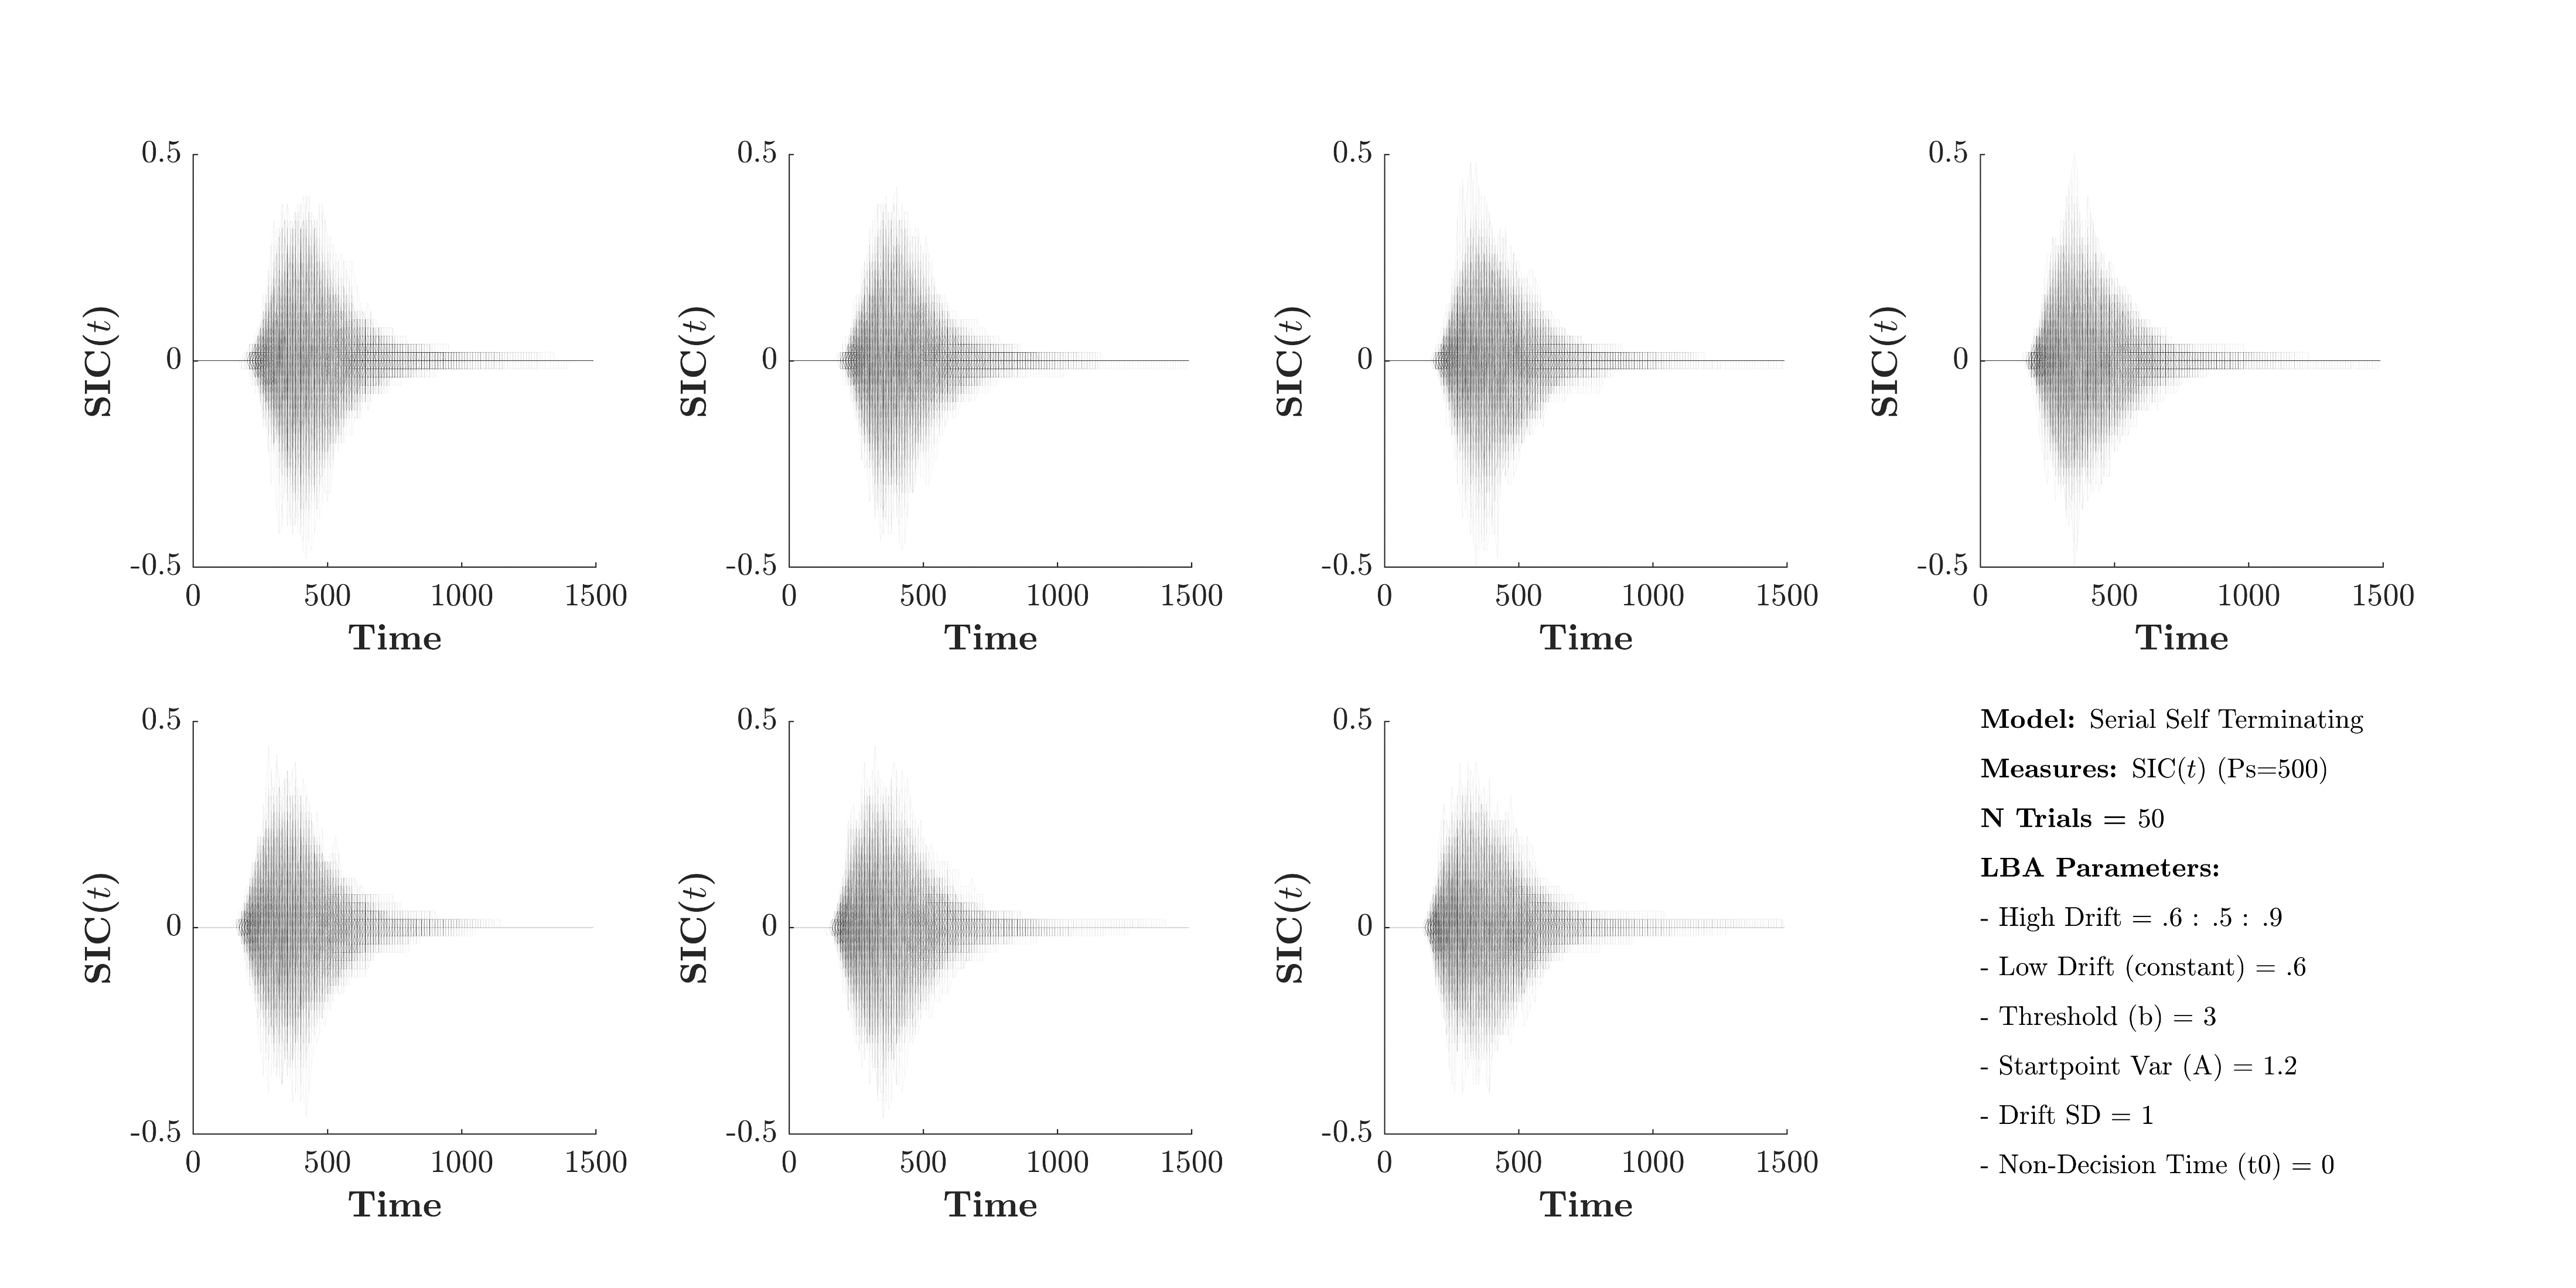 0.5
0
-0.5
SIC(t)
0 500 1000 1500
Time
0.5
0
-0.5
SIC(t)
0 500 1000 1500
Time
0.5
0
-0.5
SIC(t)
0 500 1000 1500
Time
0.5
0
-0.5
SIC(t)
0 500 1000 1500
Time
0.5
0
-0.5
SIC(t)
0 500 1000 1500
Time
0.5
0
-0.5
SIC(t)
0 500 1000 1500
Time
0.5
0
-0.5
SIC(t)
0 500 1000 1500
Time
Model: Serial Self Terminating
Measures: SIC(t) (Ps=500)
N Trials = 50
LBA Parameters:
- High Drift = .6 : .5 : .9
- Low Drift (constant) = .6
- Threshold (b) = 3
- Startpoint Var (A) = 1.2
- Drift SD = 1
- Non-Decision Time (t0) = 0